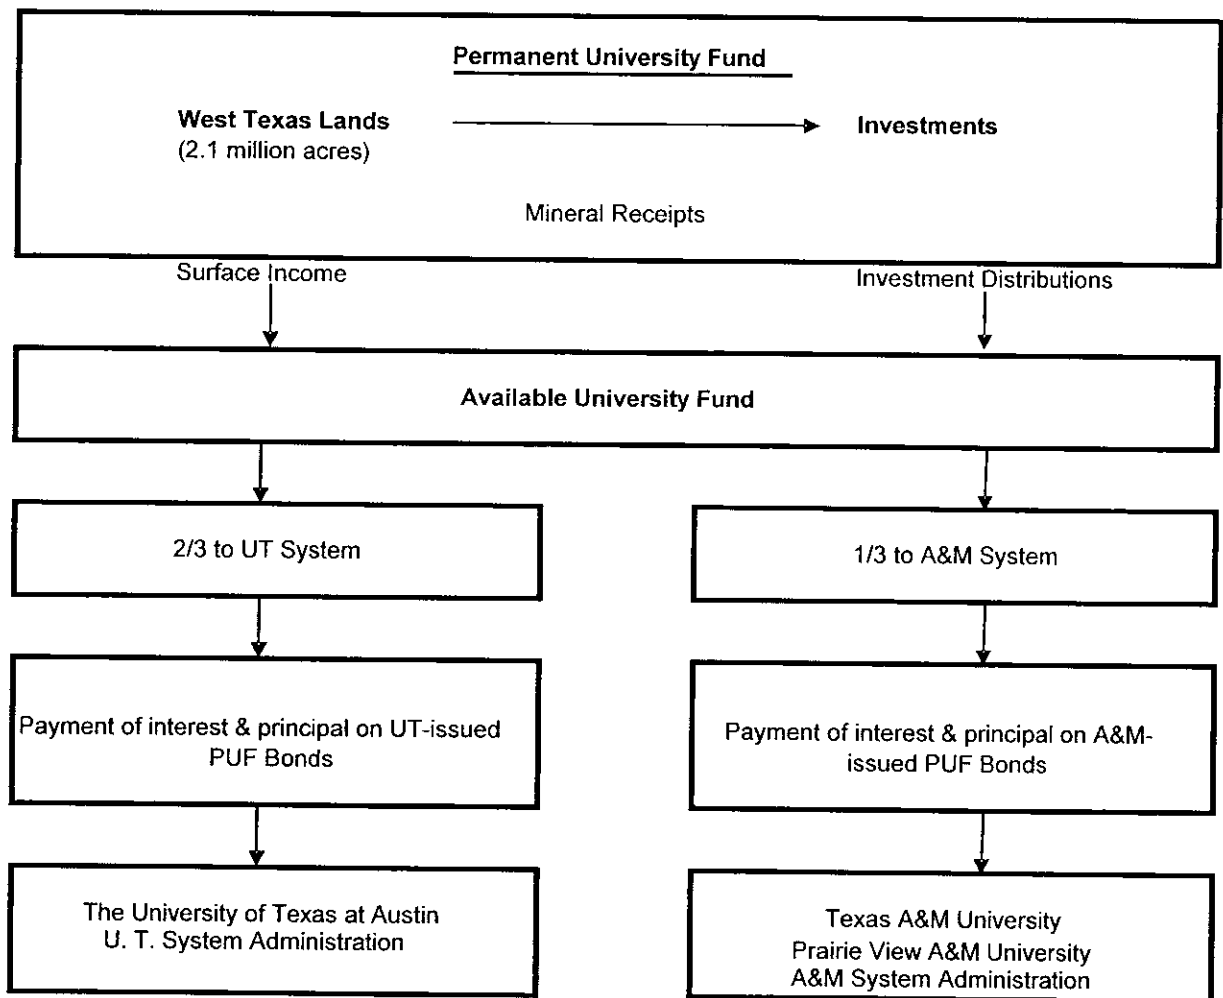 Permanent University Fund
West Texas Lands
(2.1 million acres)
Investments
Mineral Receipts
Surface Income
Investment Distributions
Available University Fund
2/3 to UT System
1/3 to A&M System
Payment of interest & principal on UT-issued
PUF Bonds
Payment of interest & principal on A&M-
issued PUF Bonds
The University of Texas at Austin
U. T. System Administration
Texas A&M University
Prairie View A&M University
A&M System Administration